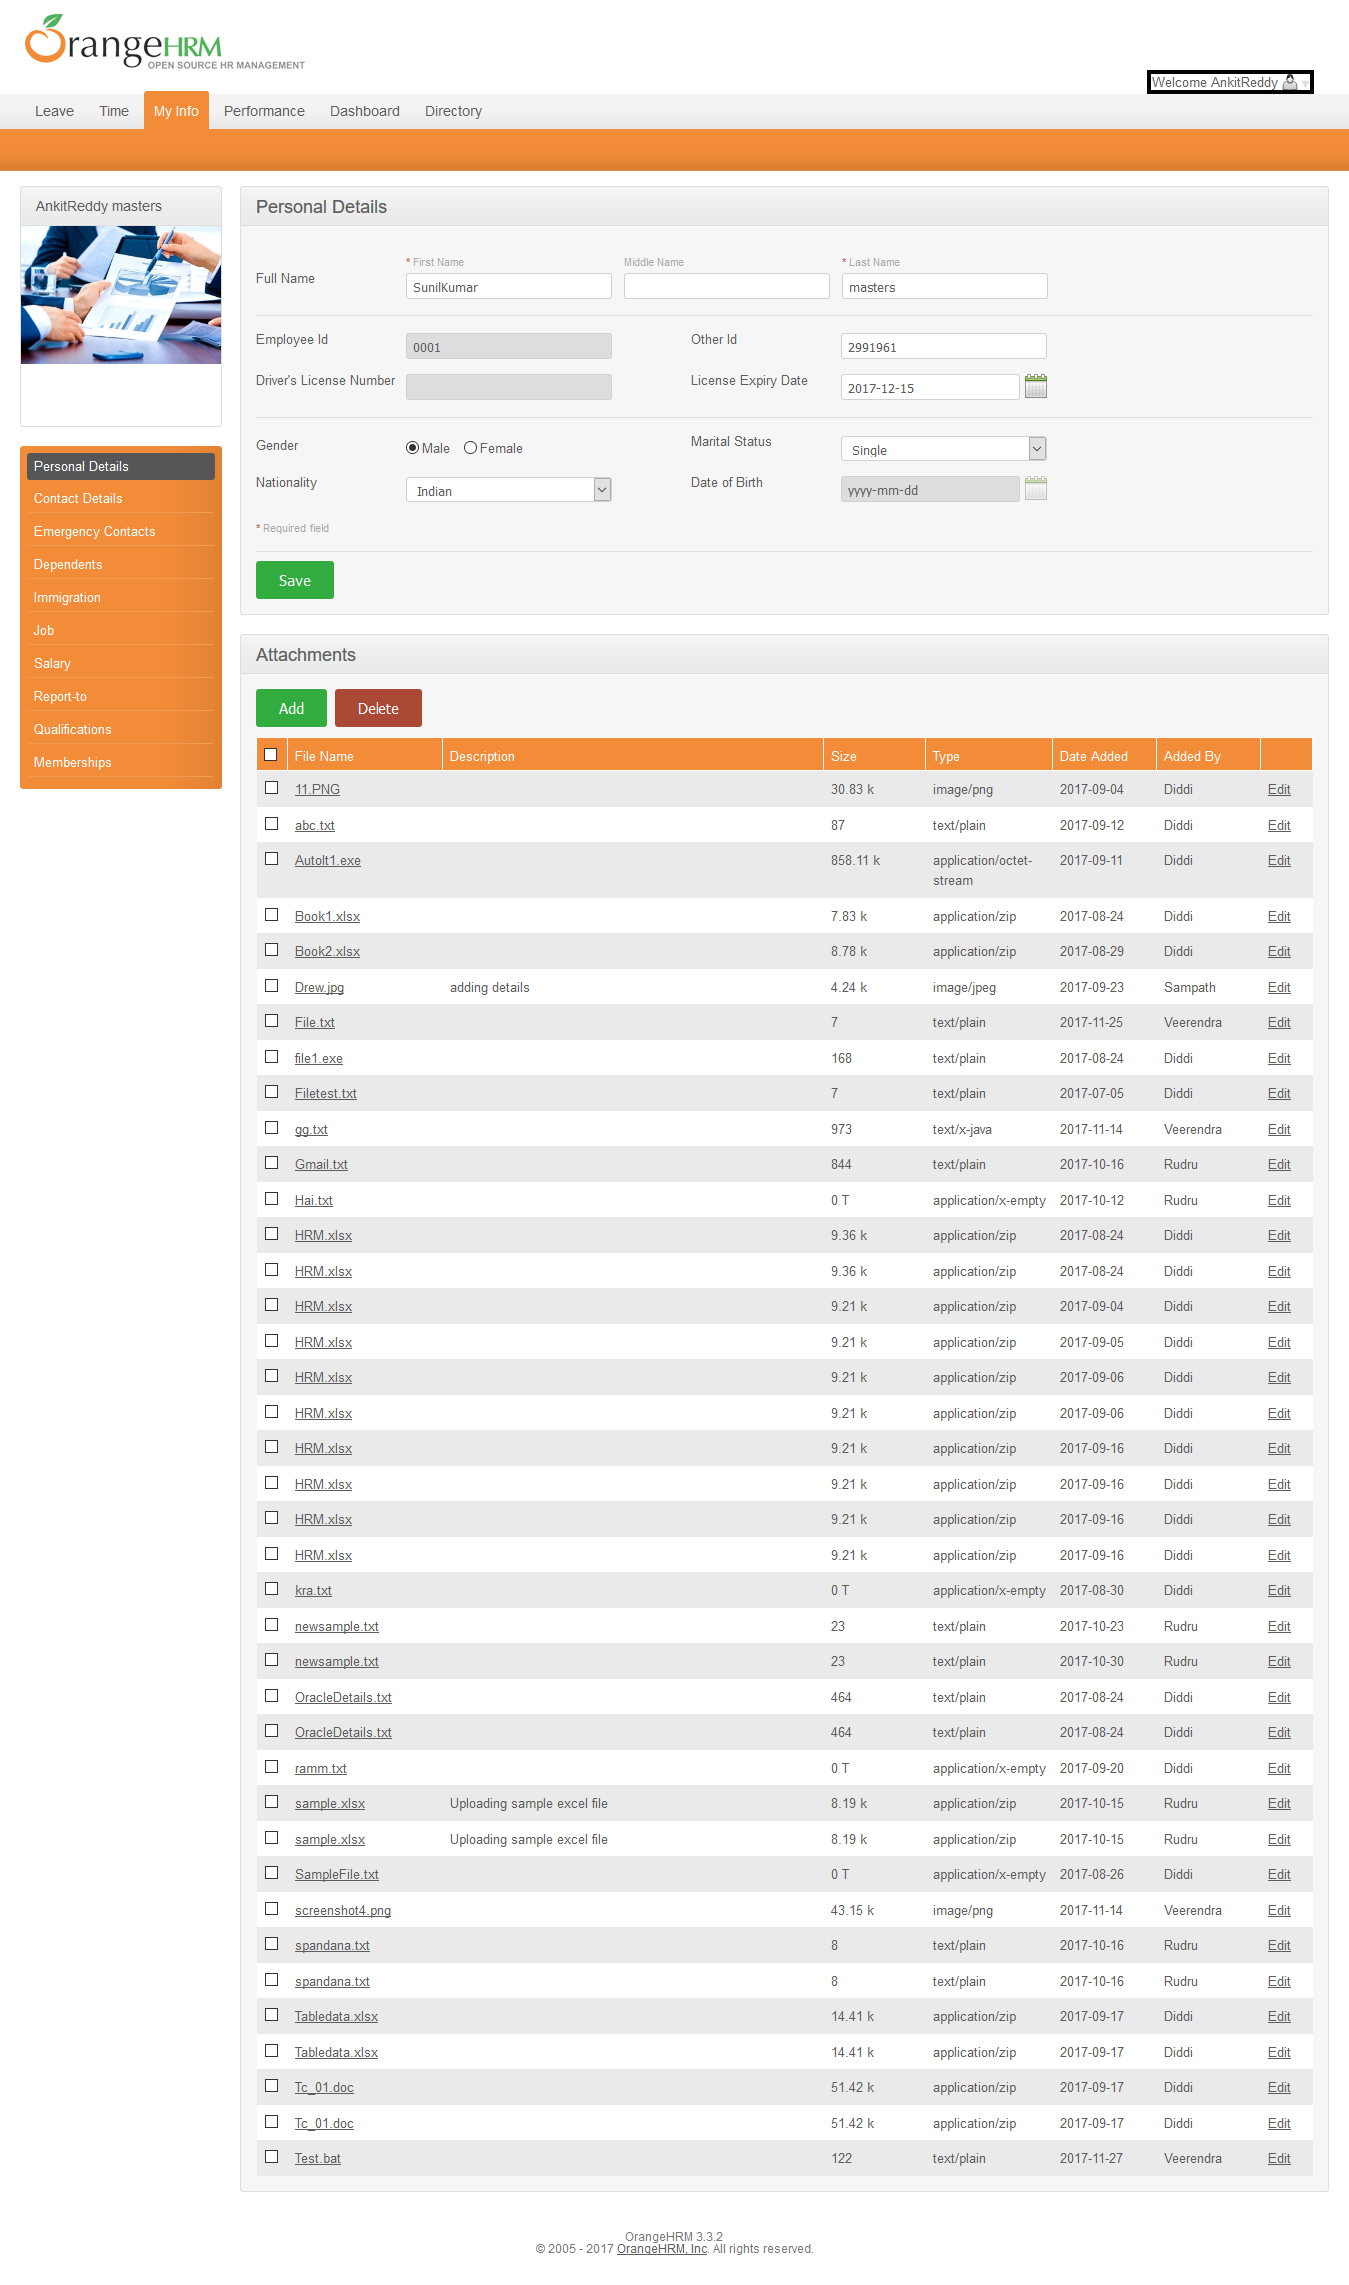 OrangeHRM
OPEN SOURCE HR MANAGEMENT
Welcome AnkitReddy
Leave Time My Info Performance Dashboard Directory
AnkitReddy masters
Personal Details
Contact Details
Emergency Contacts
Dependents
Immigration
Job
Salary
Report-to
Qualifications
Memberships
Personal Details
* First Name Middle Name * Last Name
Full Name SunilKumar masters
Employee Id 0001 Other Id 2991961
Driver's License Number License Expiry Date 2017-12-15
Gender Male Female Marital Status Single
Nationality Indian Date of Birth yyyy-mm-dd
* Required field
Save
Attachments
Add Delete
File Name Description Size Type Date Added Added By
11.PNG 30.83 k image/png 2017-09-04 Diddi Edit
abc.txt 87 text/plain 2017-09-12 Diddi Edit
AutoIt1.exe 858.11 k application/octet- 2017-09-11 Diddi Edit
stream
Book1.xlsx 7.83 k application/zip 2017-08-24 Diddi Edit
Book2.xlsx 8.78 k application/zip 2017-08-29 Diddi Edit
Drew.jpg adding details 4.24 k image/jpeg 2017-09-23 Sampath Edit
File.txt 7 text/plain 2017-11-25 Veerendra Edit
file1.exe 168 text/plain 2017-08-24 Diddi Edit
Filetest.txt 7 text/plain 2017-07-05 Diddi Edit
gg.txt 973 text/x-java 2017-11-14 Veerendra Edit
Gmail.txt 844 text/plain 2017-10-16 Rudru Edit
Hai.txt 0 T application/x-empty 2017-10-12 Rudru Edit
HRM.xlsx 9.36 k application/zip 2017-08-24 Diddi Edit
HRM.xlsx 9.36 k application/zip 2017-08-24 Diddi Edit
HRM.xlsx 9.21 k application/zip 2017-09-04 Diddi Edit
HRM.xlsx 9.21 k application/zip 2017-09-05 Diddi Edit
HRM.xlsx 9.21 k application/zip 2017-09-06 Diddi Edit
HRM.xlsx 9.21 k application/zip 2017-09-06 Diddi Edit
HRM.xlsx 9.21 k application/zip 2017-09-16 Diddi Edit
HRM.xlsx 9.21 k application/zip 2017-09-16 Diddi Edit
HRM.xlsx 9.21 k application/zip 2017-09-16 Diddi Edit
HRM.xlsx 9.21 k application/zip 2017-09-16 Diddi Edit
kra.txt 0 T application/x-empty 2017-08-30 Diddi Edit
newsample.txt 23 text/plain 2017-10-23 Rudru Edit
newsample.txt 23 text/plain 2017-10-30 Rudru Edit
OracleDetails.txt 464 text/plain 2017-08-24 Diddi Edit
OracleDetails.txt 464 text/plain 2017-08-24 Diddi Edit
ramm.txt 0 T application/x-empty 2017-09-20 Diddi Edit
sample.xlsx Uploading sample excel file 8.19 k application/zip 2017-10-15 Rudru Edit
sample.xlsx Uploading sample excel file 8.19 k application/zip 2017-10-15 Rudru Edit
SampleFile.txt 0 T application/x-empty 2017-08-26 Diddi Edit
screenshot4.png 43.15 k image/png 2017-11-14 Veerendra Edit
spandana.txt 8 text/plain 2017-10-16 Rudru Edit
spandana.txt 8 text/plain 2017-10-16 Rudru Edit
Tabledata.xlsx 14.41 k application/zip 2017-09-17 Diddi Edit
Tabledata.xlsx 14.41 k application/zip 2017-09-17 Diddi Edit
Tc_01.doc 51.42 k application/zip 2017-09-17 Diddi Edit
Tc_01.doc 51.42 k application/zip 2017-09-17 Diddi Edit
Test.bat 122 text/plain 2017-11-27 Veerendra Edit
OrangeHRM 3.3.2
© 2005 - 2017 OrangeHRM, Inc. All rights reserved.